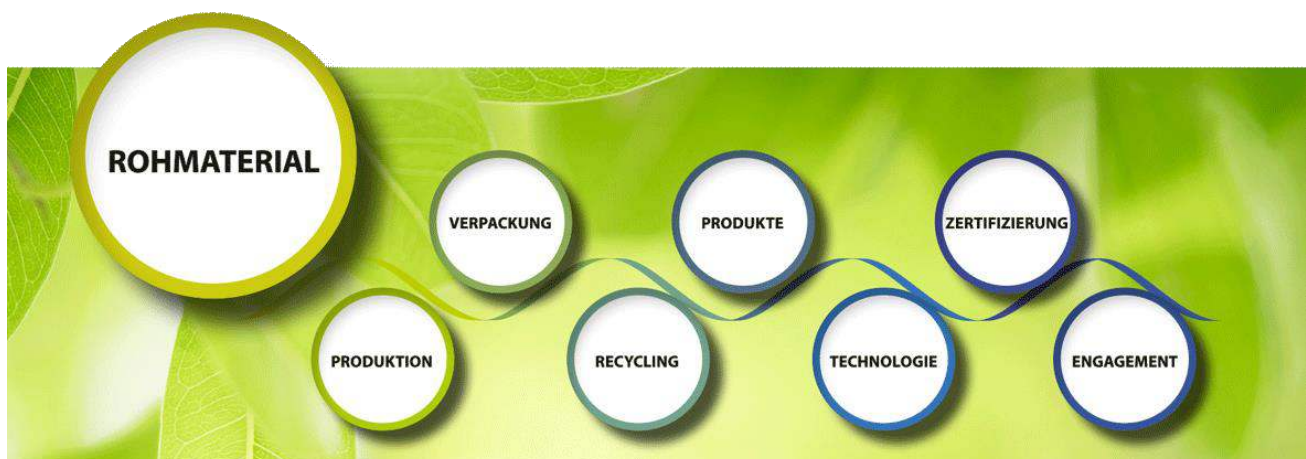 ROHMATERIAL
PRODUKTION
VERPACKUNG
RECYCLING
PRODUKTE
TECHNOLOGIE
ZERTIFIZIERUNG
ENGAGEMENT